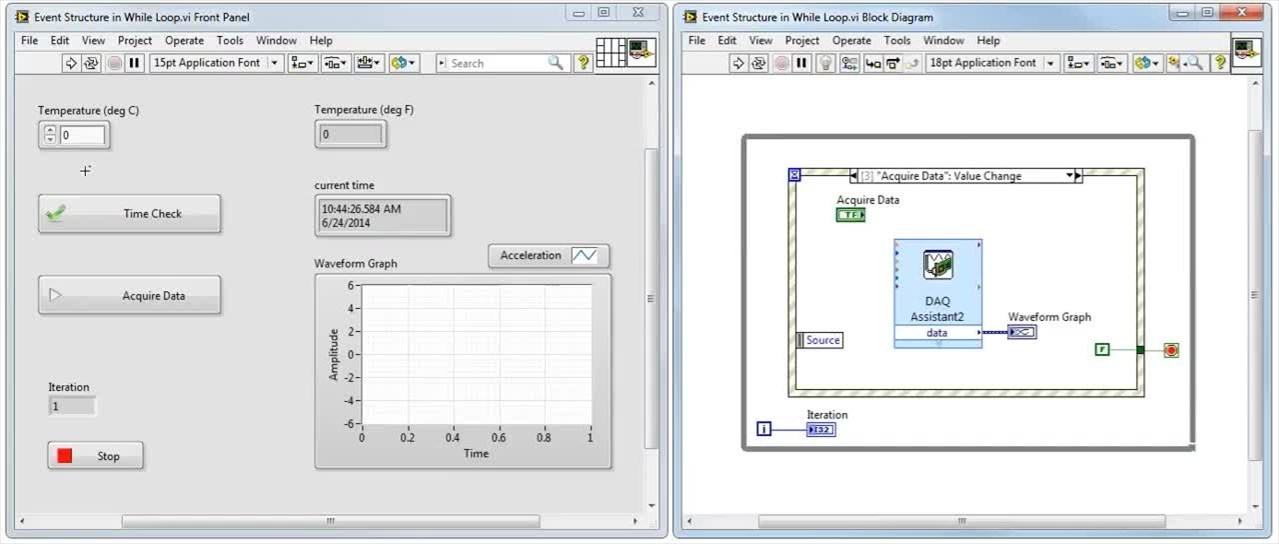 Event Structure in While Loop.vi Front Panel
File Edit View Project Operate Tools Window Help
15pt Application Font
Search
?
Temperature (deg C)
0
Temperature (deg F)
0
Time Check
current time
10:44:26.584 AM
6/24/2014
Acquire Data
Waveform Graph
Acceleration
Amplitude
6
4
2
0
-2
-4
-6
0 0.2 0.4 0.6 0.8 1
Time
Iteration
1
Stop
Event Structure in While Loop.vi Block Diagram
File Edit View Project Operate Tools Window Help
18pt Application Font
?
[3] "Acquire Data": Value Change
Acquire Data
TF
DAQ
Assistant2
data
Waveform Graph
Source
F
Iteration
i
I32